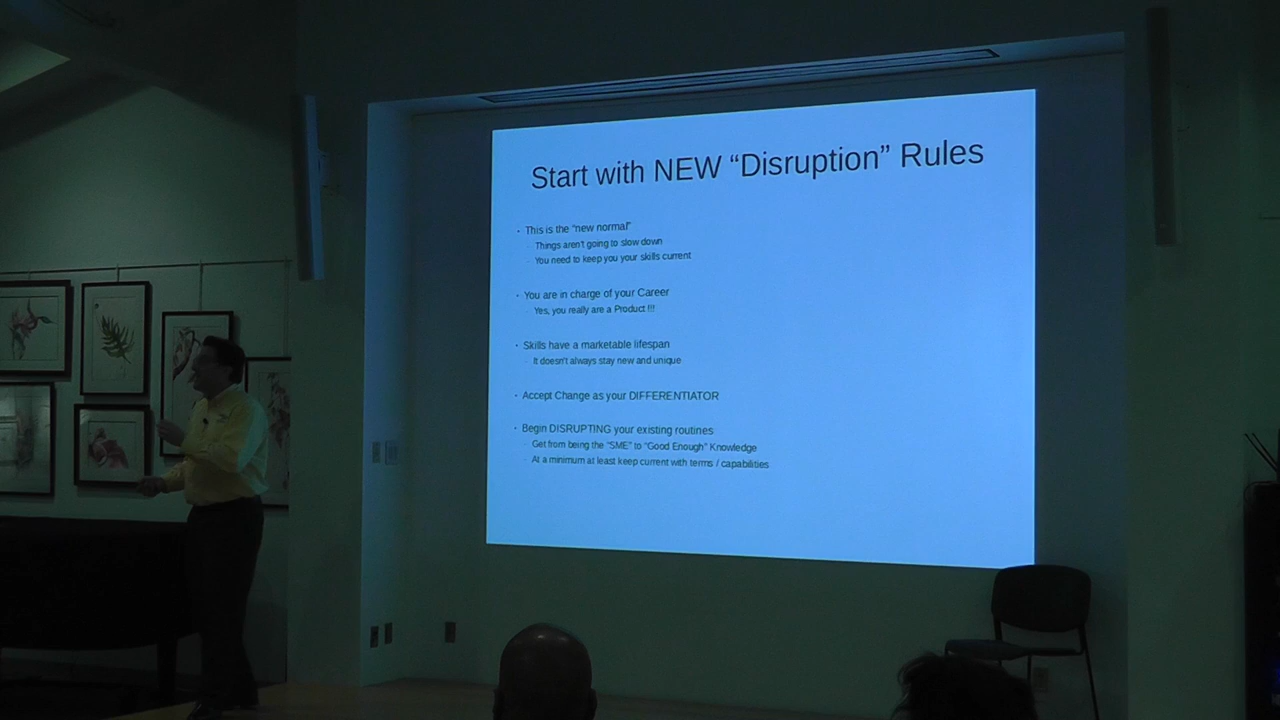 Start with NEW “Disruption” Rules
· This is the “new normal”
- Things aren't going to slow down
- You need to keep you your skills current
· You are in charge of your Career
- Yes, you really are a Product !!!
· Skills have a marketable lifespan
- It doesn't always stay new and unique
· Accept Change as your DIFFERENTIATOR
· Begin DISRUPTING your existing routines
- Get from being the “SME” to “Good Enough” Knowledge
- At a minimum at least keep current with terms / capabilities